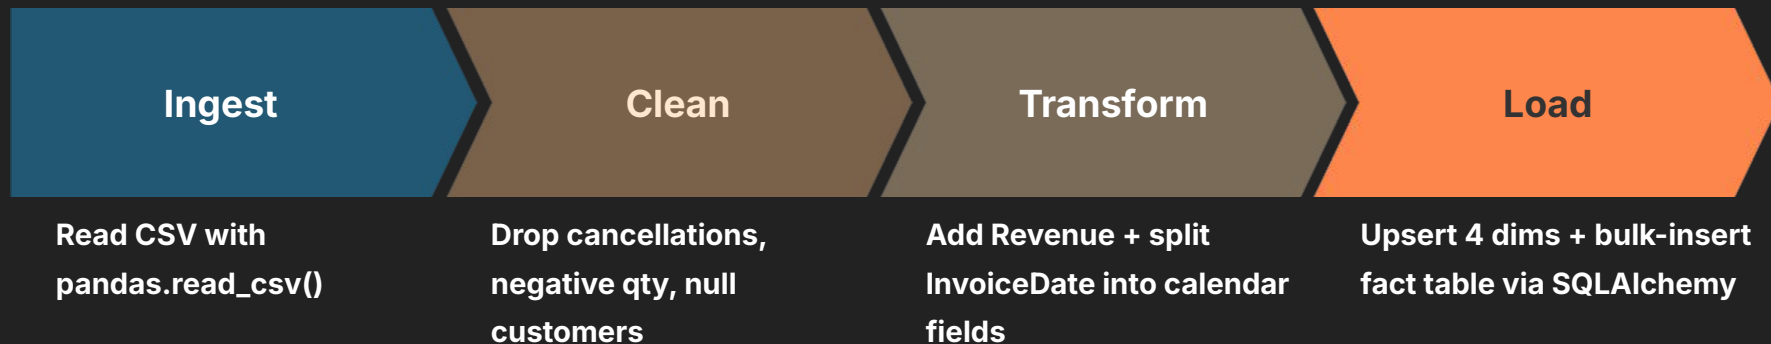 Ingest
Clean
Transform
Load
Read CSV with
pandas.read_csv()
Drop cancellations,
negative qty, null
customers
Add Revenue + split
InvoiceDate into calendar
fields
Upsert 4 dims + bulk-insert
fact table via SQLAlchemy